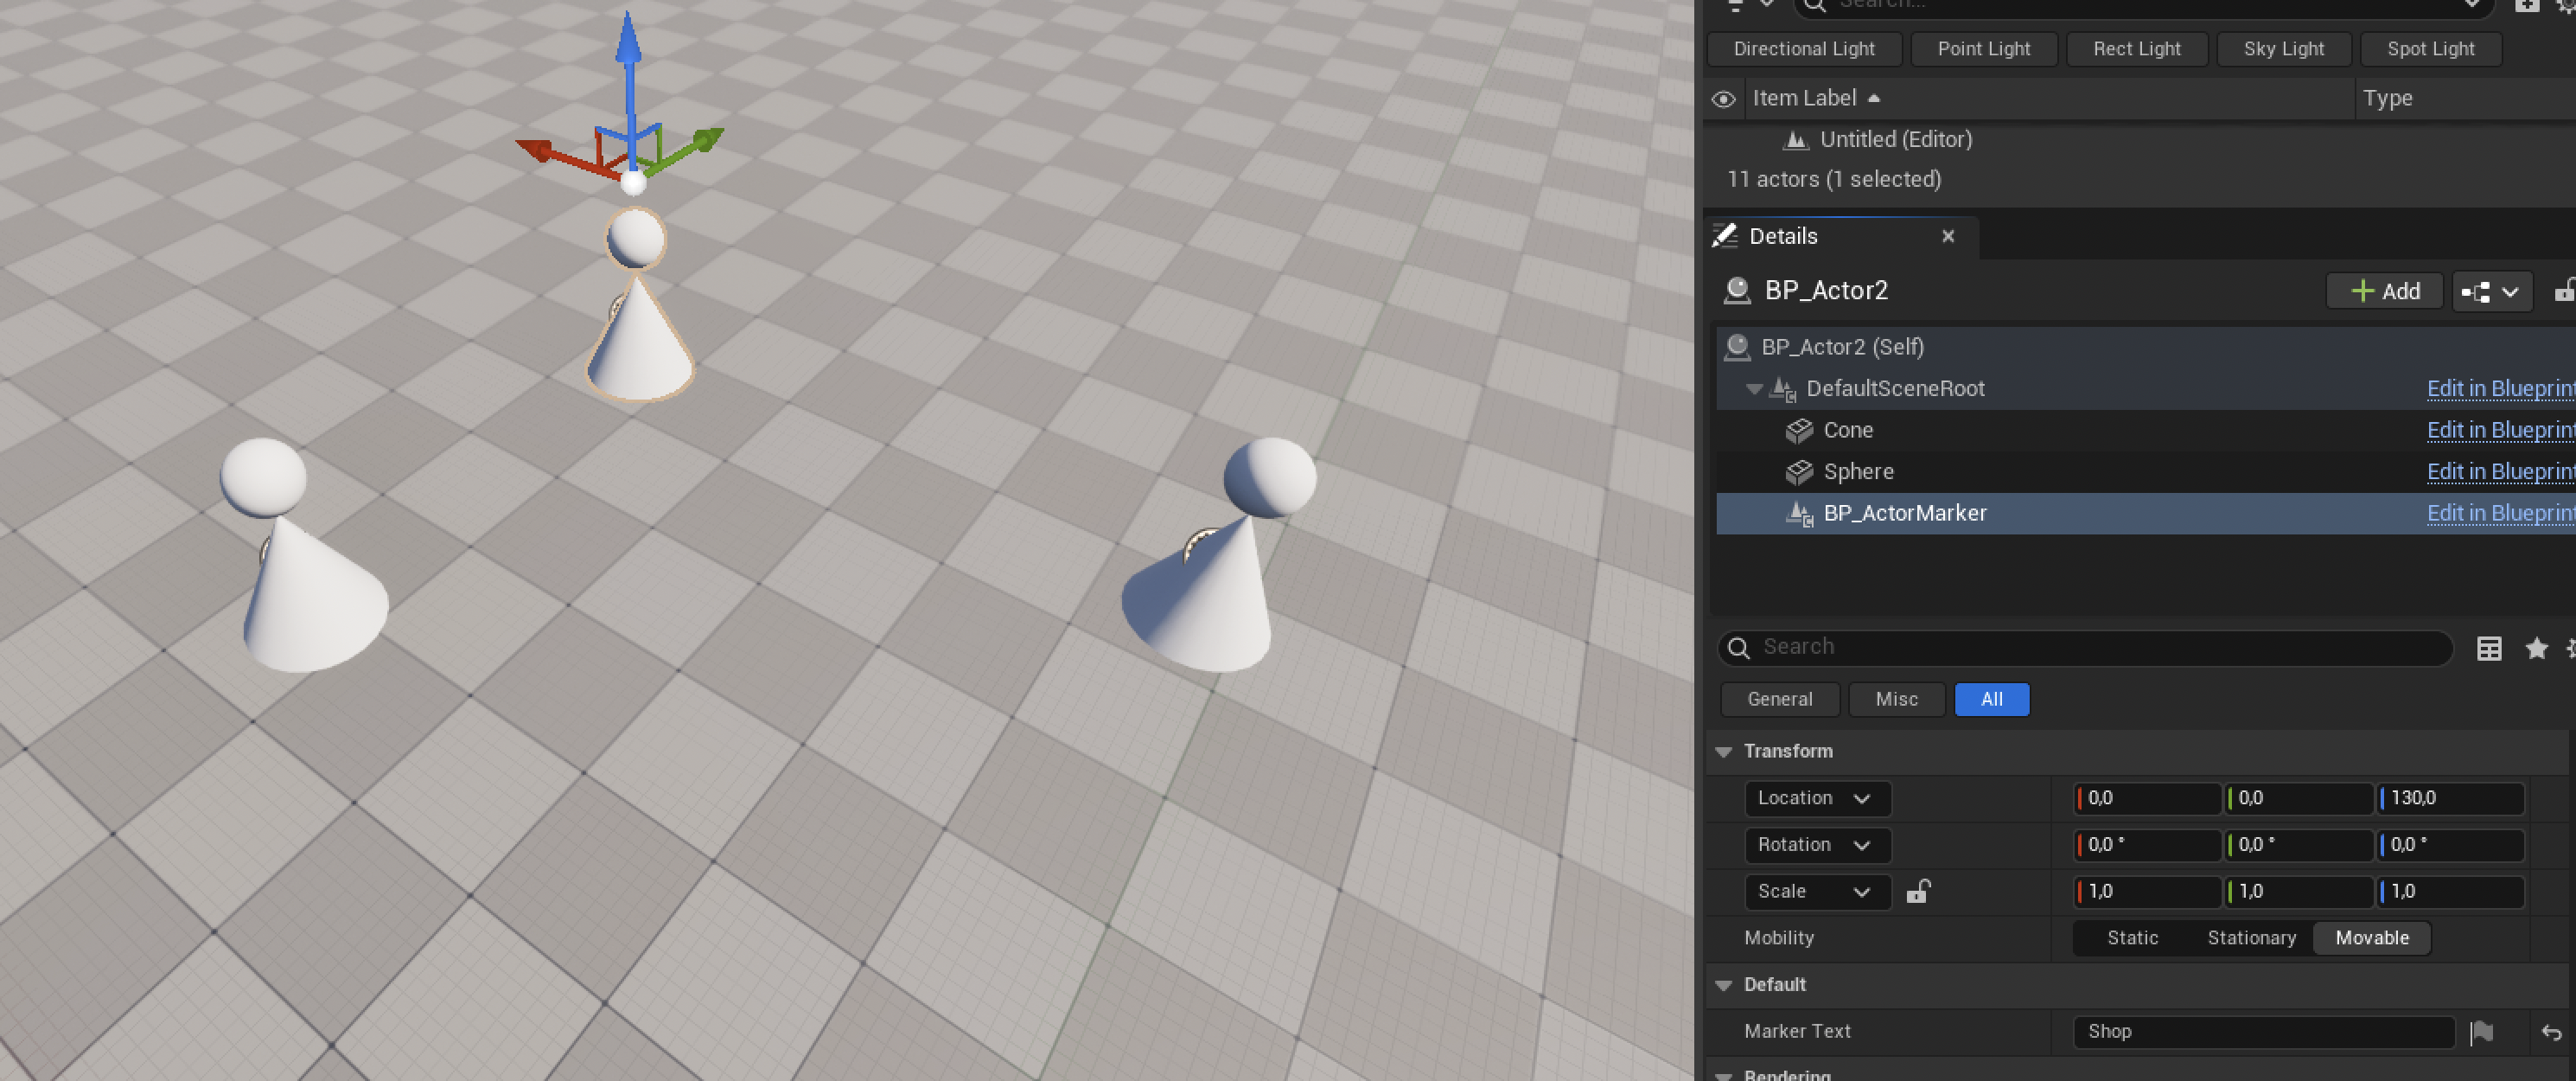 Search...
Directional Light Point Light Rect Light Sky Light Spot Light
Item Label Type
Untitled (Editor)
11 actors (1 selected)
Details
BP_Actor2
Add
BP_Actor2 (Self)
DefaultSceneRoot Edit in Blueprint
Cone Edit in Blueprint
Sphere Edit in Blueprint
BP_ActorMarker Edit in Blueprint
Search
General Misc All
Transform
Location 0,0 0,0 130,0
Rotation 0,0 ° 0,0 ° 0,0 °
Scale 1,0 1,0 1,0
Mobility Static Stationary Movable
Default
Marker Text Shop
Rendering